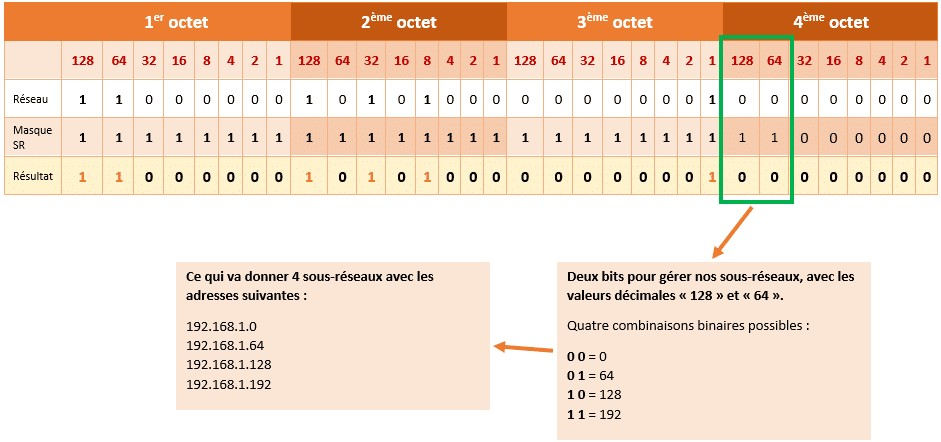 1er octet 2ème octet 3ème octet 4ème octet
128 64 32 16 8 4 2 1 128 64 32 16 8 4 2 1 128 64 32 16 8 4 2 1 128 64 32 16 8 4 2 1
Réseau 1 1 0 0 0 0 0 0 1 0 1 0 1 0 0 0 0 0 0 0 0 0 0 1 0 0 0 0 0 0 0 0
Masque SR 1 1 1 1 1 1 1 1 1 1 1 1 1 1 1 1 1 1 1 1 1 1 1 1 1 1 0 0 0 0 0 0
Résultat 1 1 0 0 0 0 0 0 1 0 1 0 1 0 0 0 0 0 0 0 0 0 0 1 0 0 0 0 0 0 0 0
Ce qui va donner 4 sous-réseaux avec les
adresses suivantes :
192.168.1.0
192.168.1.64
192.168.1.128
192.168.1.192
Deux bits pour gérer nos sous-réseaux, avec les
valeurs décimales « 128 » et « 64 ».
Quatre combinaisons binaires possibles :
0 0 = 0
0 1 = 64
1 0 = 128
1 1 = 192